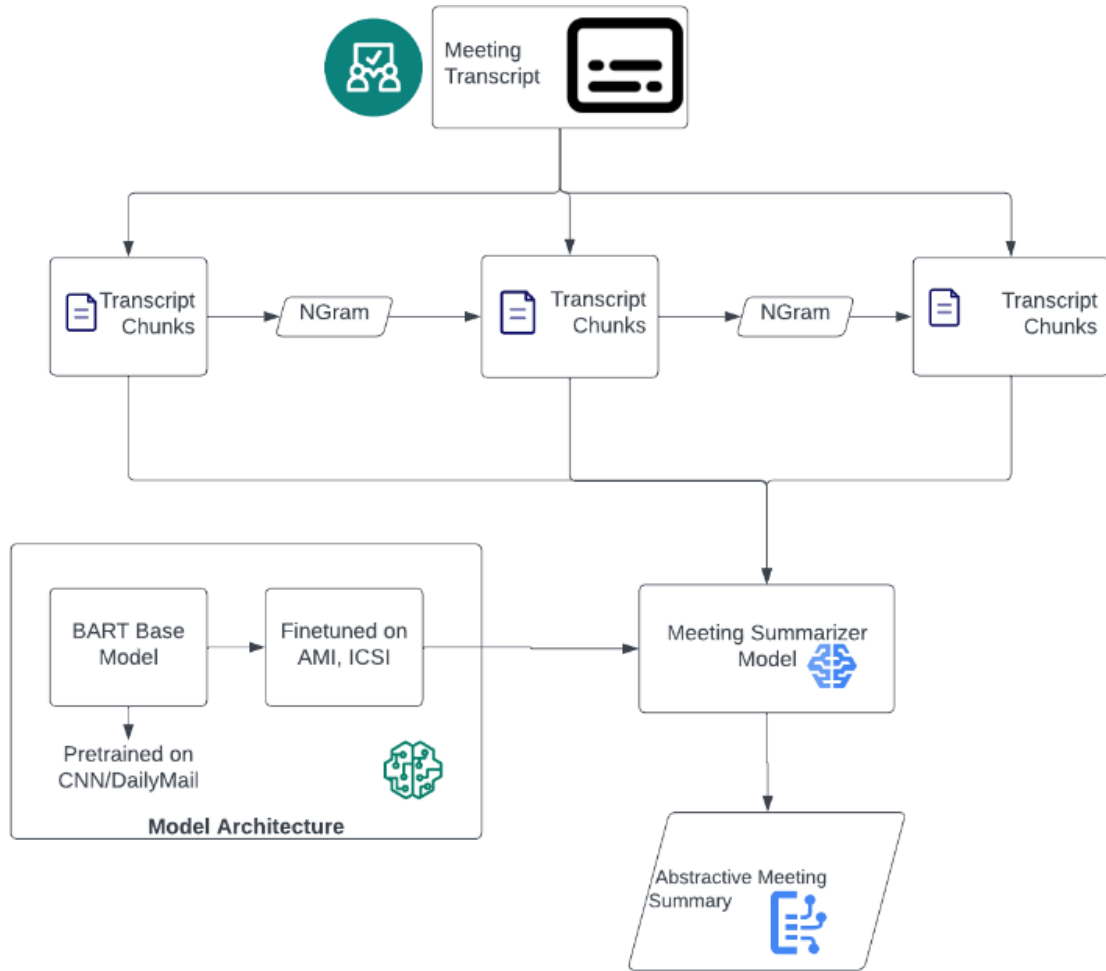 Meeting
Transcript
Transcript
Chunks
NGram
Transcript
Chunks
NGram
Transcript
Chunks
BART Base
Model
Finetuned on
AMI, ICSI
Meeting Summarizer
Model
Pretrained on
CNN/DailyMail
Model Architecture
Abstractive Meeting
Summary